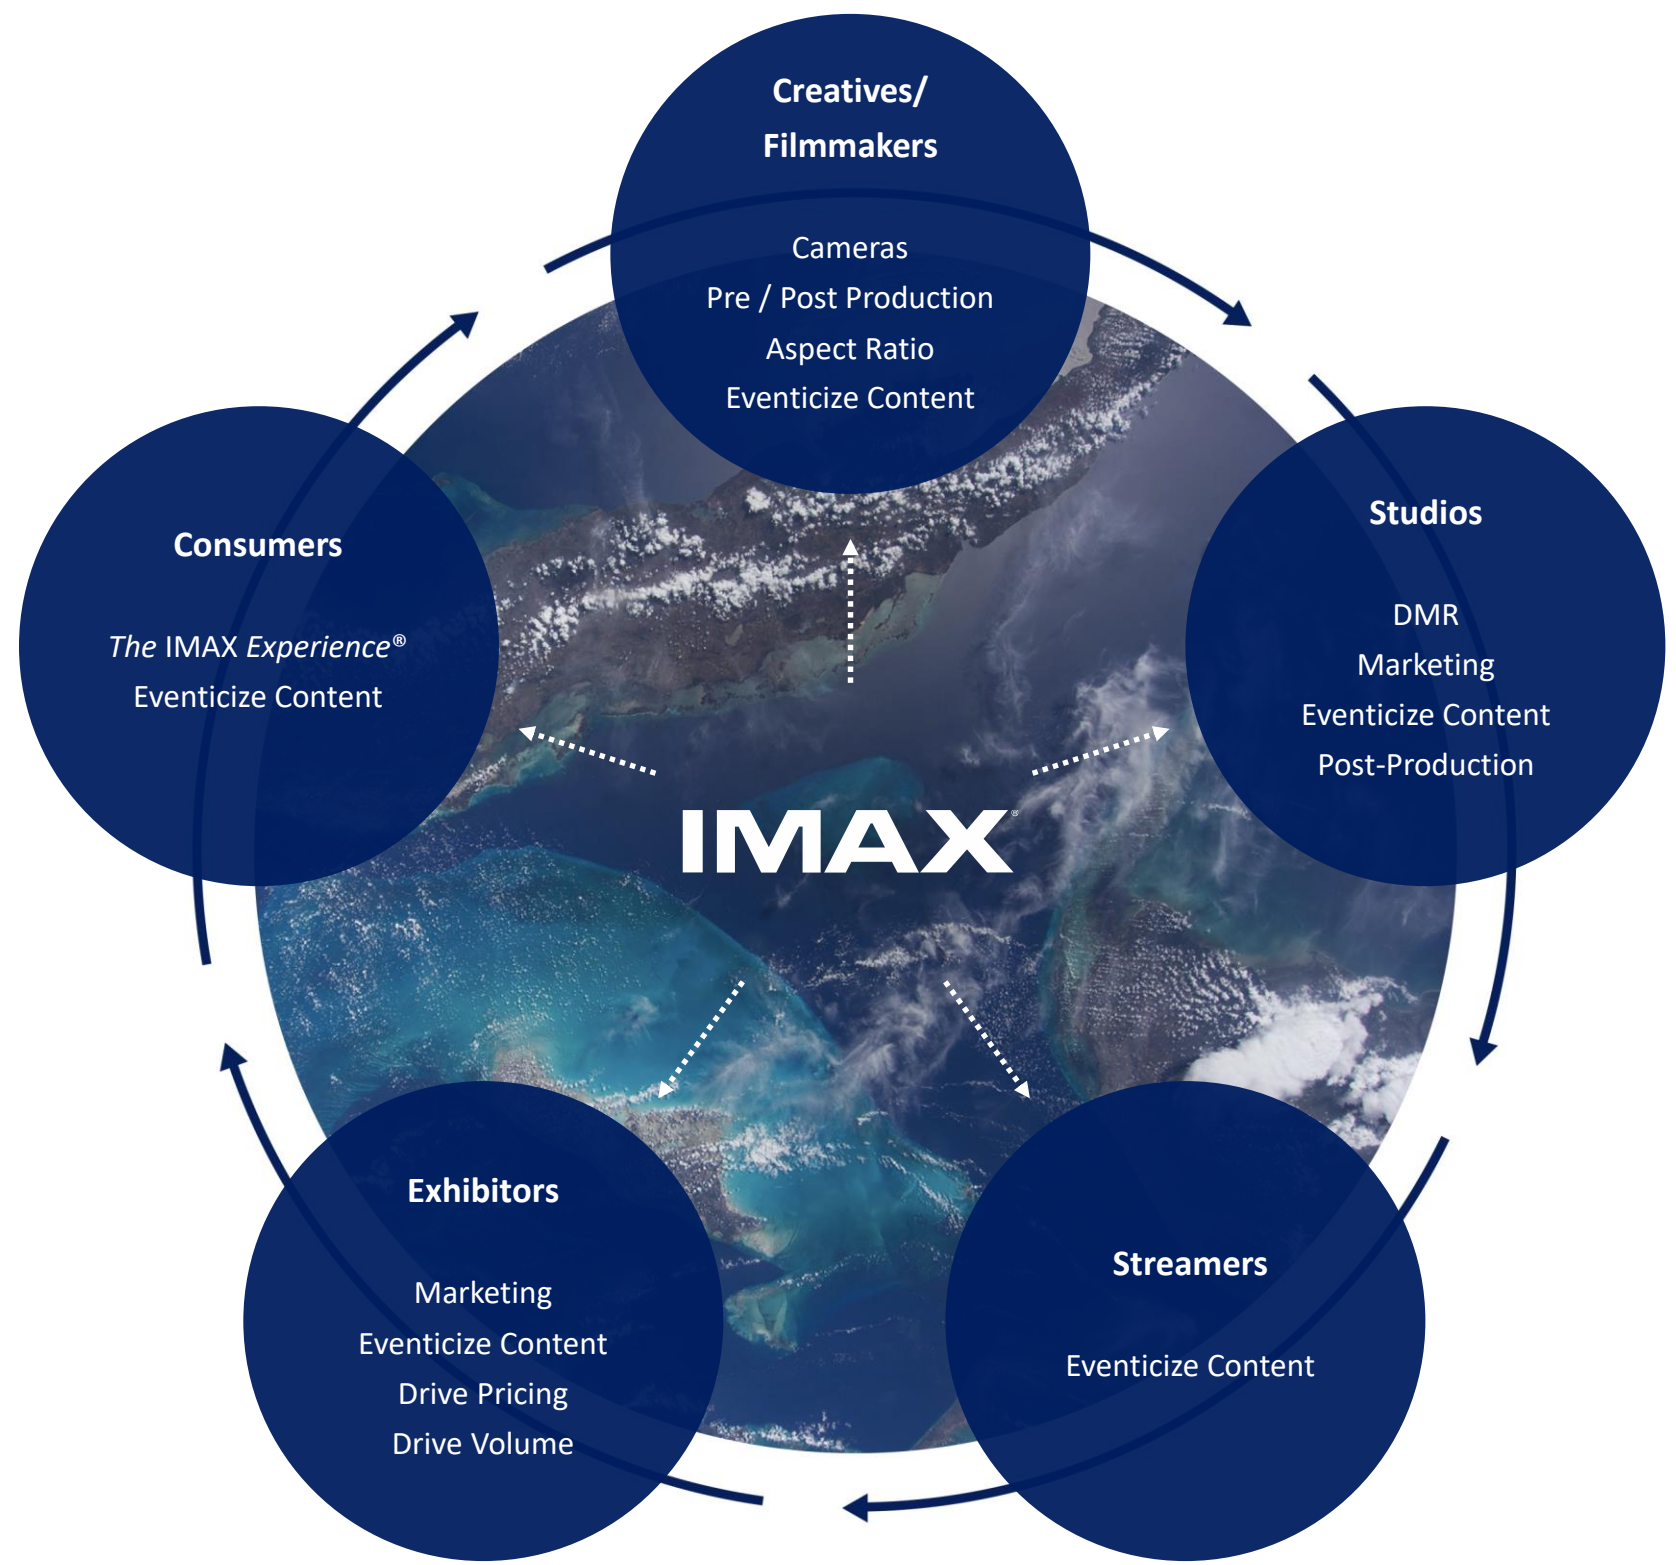 Creatives/
Filmmakers
Cameras
Pre / Post Production
Aspect Ratio
Eventicize Content
Studios
DMR
Marketing
Eventicize Content
Post-Production
Streamers
Eventicize Content
Exhibitors
Marketing
Eventicize Content
Drive Pricing
Drive Volume
Consumers
The IMAX Experience®
Eventicize Content
IMAX®